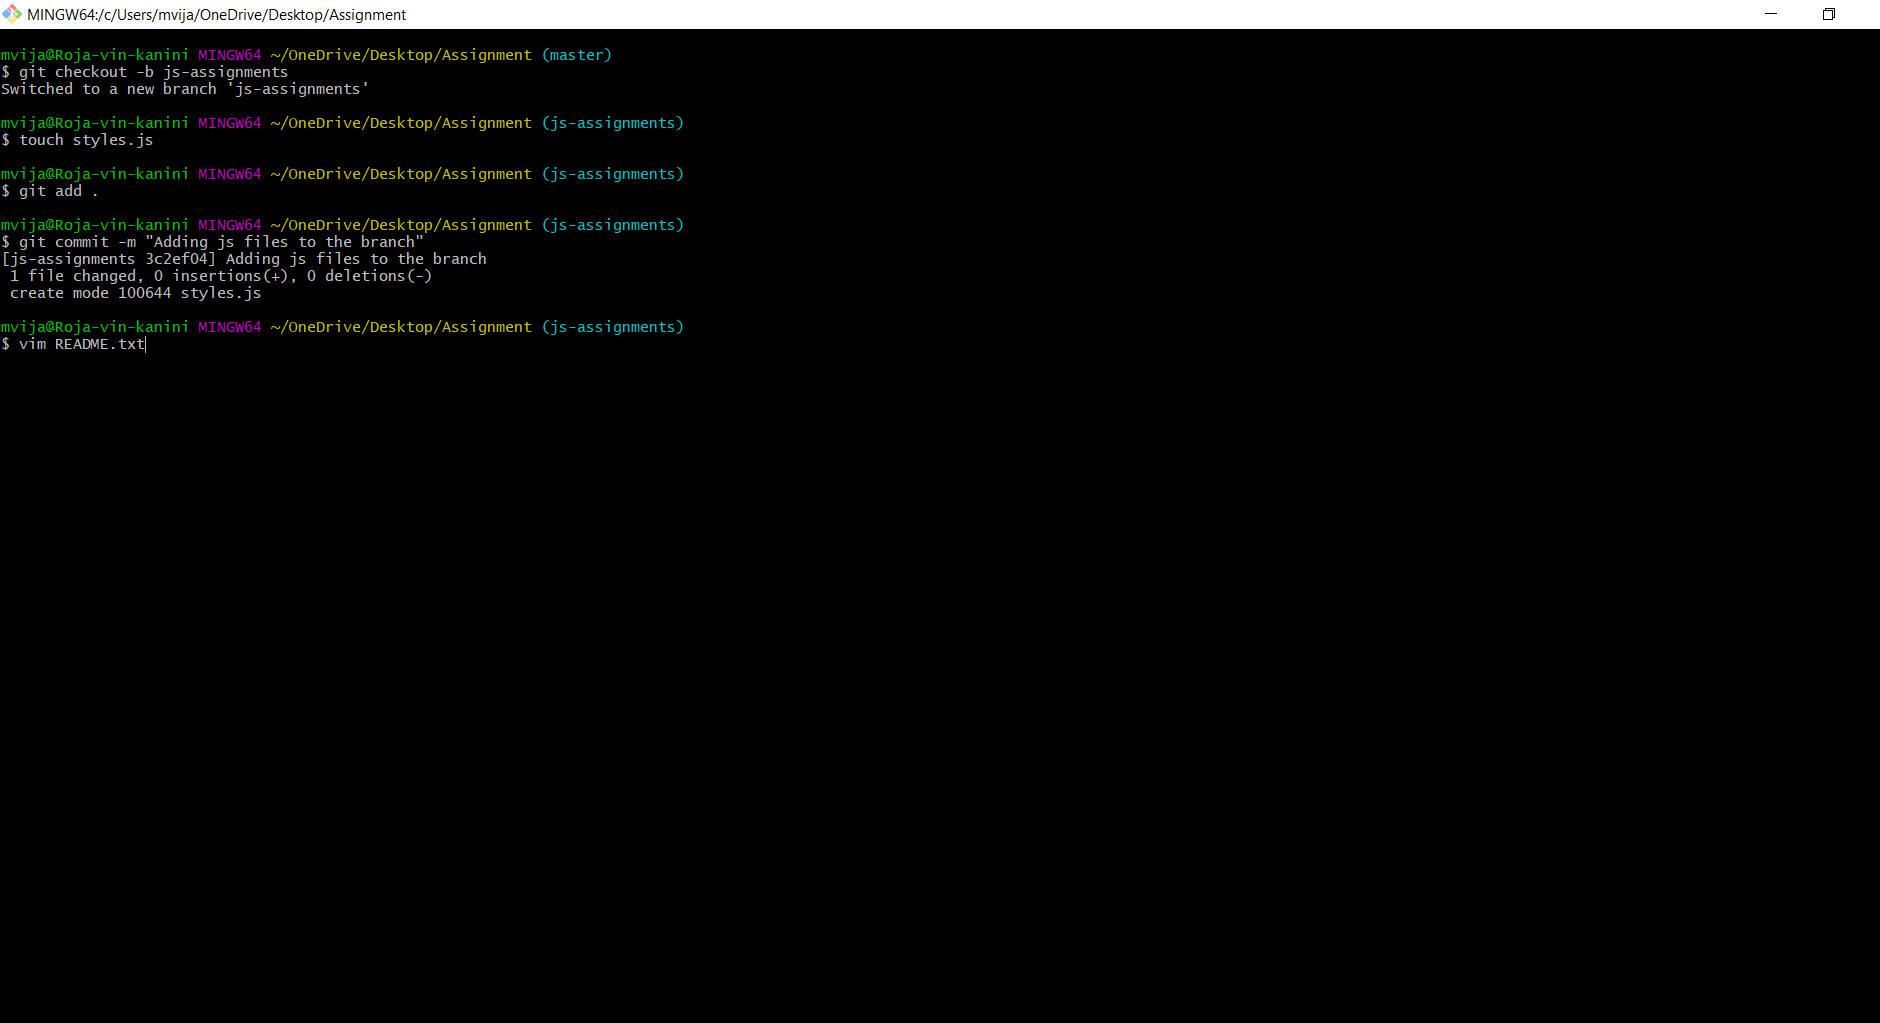 MINGW64:/c/Users/mvija/OneDrive/Desktop/Assignment
mvija@Roja-vin-kanini MINGW64 ~/OneDrive/Desktop/Assignment (master)
$ git checkout -b js-assignments
Switched to a new branch 'js-assignments'
mvija@Roja-vin-kanini MINGW64 ~/OneDrive/Desktop/Assignment (js-assignments)
$ touch styles.js
mvija@Roja-vin-kanini MINGW64 ~/OneDrive/Desktop/Assignment (js-assignments)
$ git add .
mvija@Roja-vin-kanini MINGW64 ~/OneDrive/Desktop/Assignment (js-assignments)
$ git commit -m "Adding js files to the branch"
[js-assignments 3c2ef04] Adding js files to the branch
 1 file changed, 0 insertions(+), 0 deletions(-)
 create mode 100644 styles.js
mvija@Roja-vin-kanini MINGW64 ~/OneDrive/Desktop/Assignment (js-assignments)
$ vim README.txt